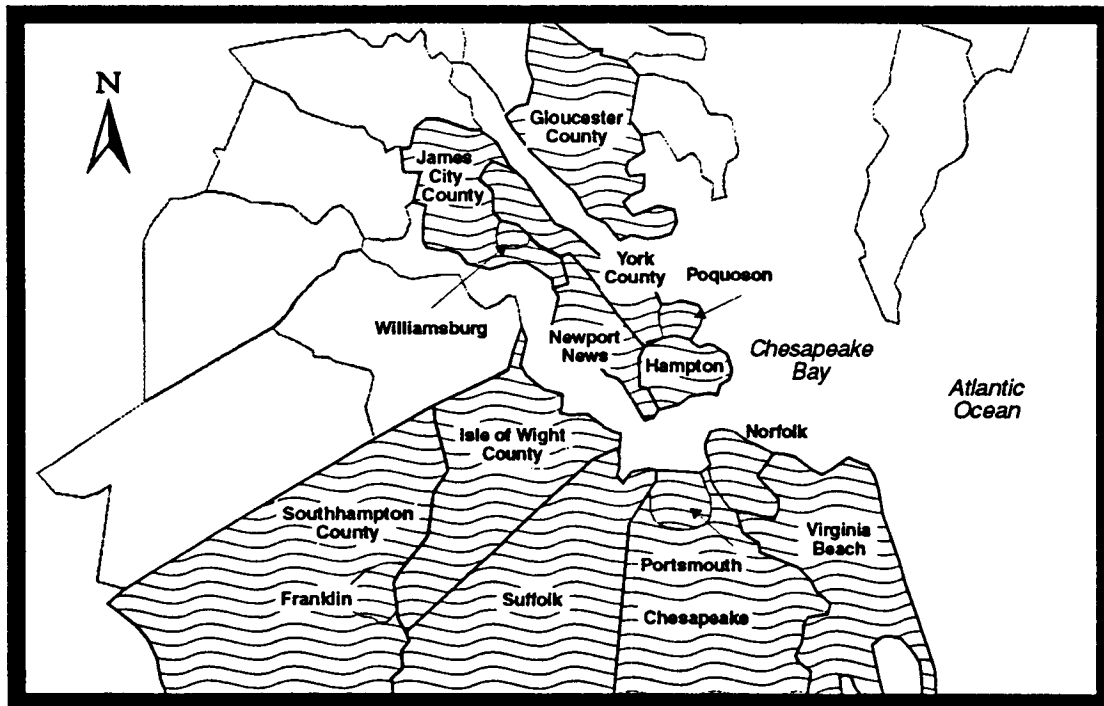 N
Gloucester
County
James
City
County
York
County
Poquoson
Williamsburg
Newport
News
Hampton
Chesapeake
Bay
Atlantic
Ocean
Isle of Wight
County
Norfolk
Southhampton
County
Virginia
Beach
Portsmouth
Franklin
Suffolk
Chesapeake